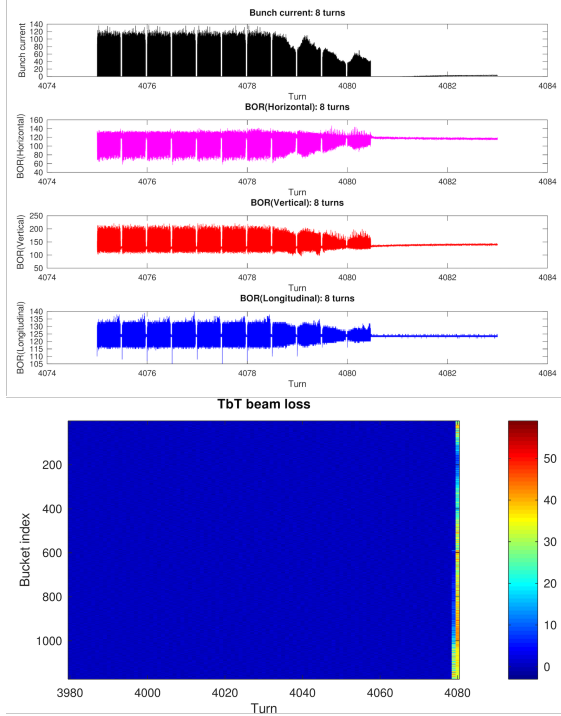 Bunch current: 8 turns
Bunch current
140
120
100
80
60
40
20
0
4074 4076 4078 4080 4082 4084
Turn
BOR(Horizontal): 8 turns
BOR(Horizontal)
160
140
120
100
80
60
40
4074 4076 4078 4080 4082 4084
Turn
BOR(Vertical): 8 turns
BOR(Vertical)
250
200
150
100
50
4074 4076 4078 4080 4082 4084
Turn
BOR(Longitudinal): 8 turns
BOR(Longitudinal)
140
135
130
125
120
115
110
105
4074 4076 4078 4080 4082 4084
Turn
TbT beam loss
Bucket index
200
400
600
800
1000
3980 4000 4020 4040 4060 4080
Turn
50
40
30
20
10
0